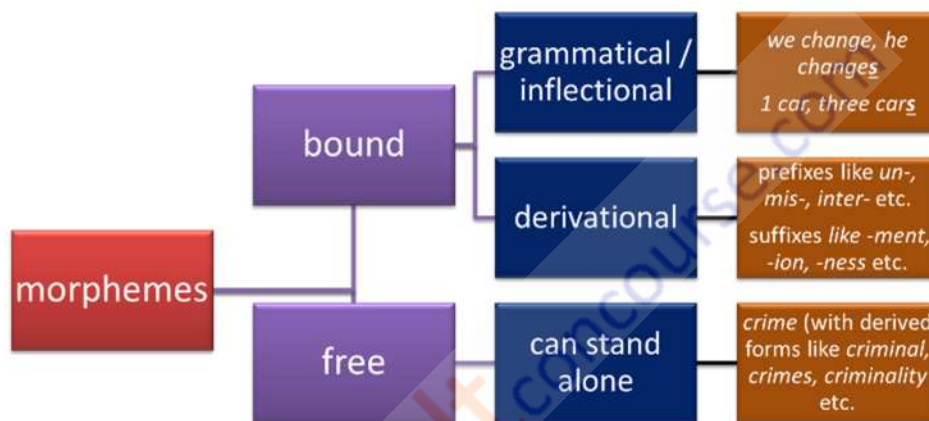 grammatical /
inflectional
we change, he
changes
1 car, three cars
bound
derivational
prefixes like un-,
mis-, inter- etc.
suffixes like -ment,
-ion, -ness etc.
morphemes
free
can stand
alone
crime (with derived
forms like criminal,
crimes, criminality
etc.
ltconcourse.com